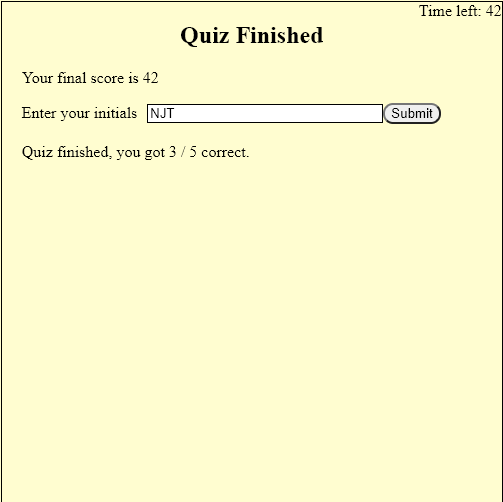 Time left: 42
Quiz Finished
Your final score is 42
Enter your initials NJT Submit
Quiz finished, you got 3 / 5 correct.